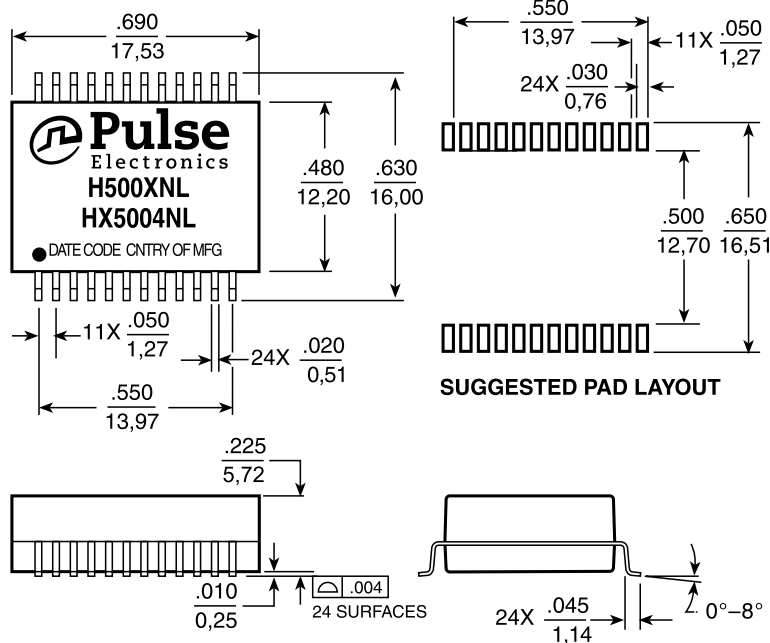 .690
17,53
Pulse
Electronics
H500XNL
HX5004NL
DATE CODE CNTRY OF MFG
.480
12,20
.630
16,00
11X .050
1,27
24X .020
0,51
.550
13,97
.550
13,97
11X .050
1,27
24X .030
0,76
.500
12,70
.650
16,51
SUGGESTED PAD LAYOUT
.225
5,72
.010
0,25
.004
24 SURFACES
24X .045
1,14
0°–8°